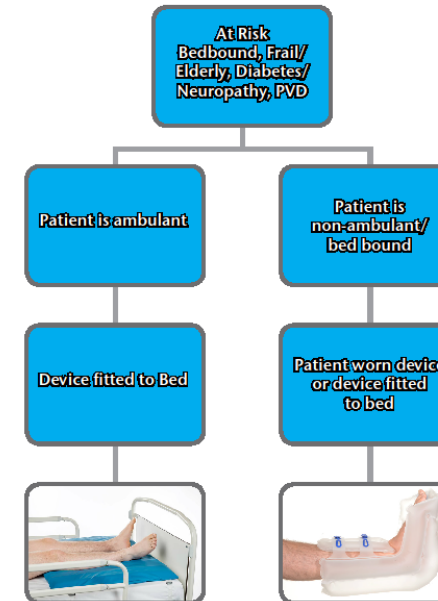 At Risk
Bedbound, Frail/
Elderly, Diabetes/
Neuropathy, PVD
Patient is ambulant
Patient is
non-ambulant/
bed bound
Device fitted to Bed
Patient worn device
or device fitted
to bed